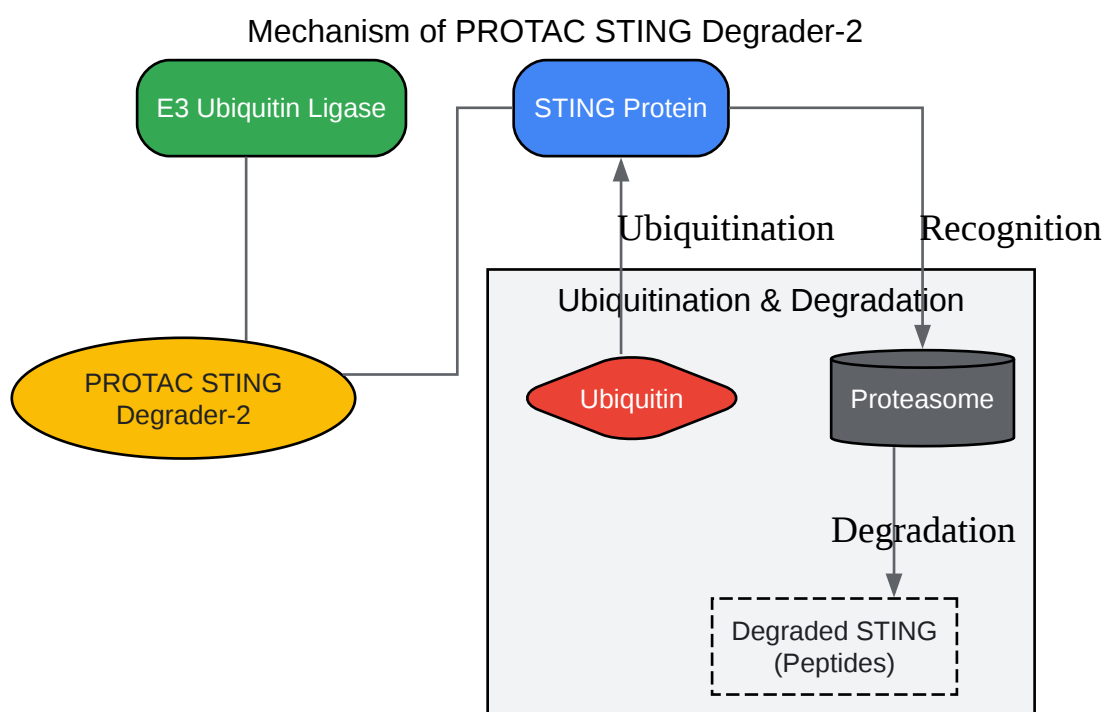 Mechanism of PROTAC STING Degrader-2
E3 Ubiquitin Ligase
STING Protein
Ubiquitination
Recognition
Ubiquitination & Degradation
PROTAC STING
Degrader-2
Ubiquitin
Proteasome
Degradation
Degraded STING
(Peptides)